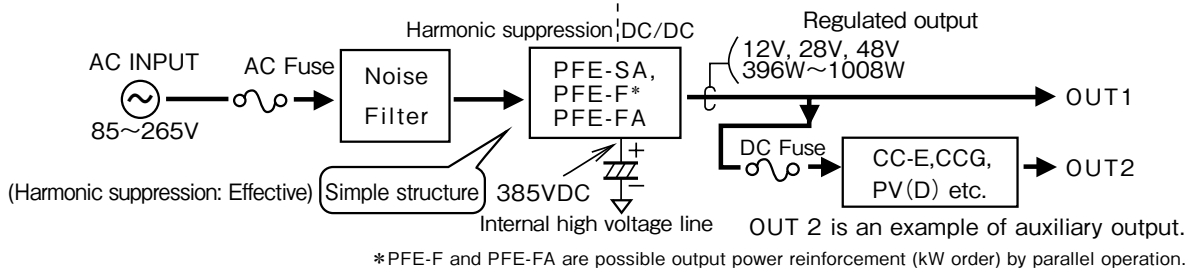 Harmonic suppression DC/DC
Regulated output
12V, 28V, 48V
396W～1008W
AC INPUT
AC Fuse
85～265V
Noise
Filter
PFE-SA,
PFE-F*
PFE-FA
OUT1
DC Fuse
CC-E,CCG,
PV(D) etc.
OUT2
+
−
385VDC
(Harmonic suppression: Effective)
Simple structure
Internal high voltage line
OUT 2 is an example of auxiliary output.
*PFE-F and PFE-FA are possible output power reinforcement (kW order) by parallel operation.